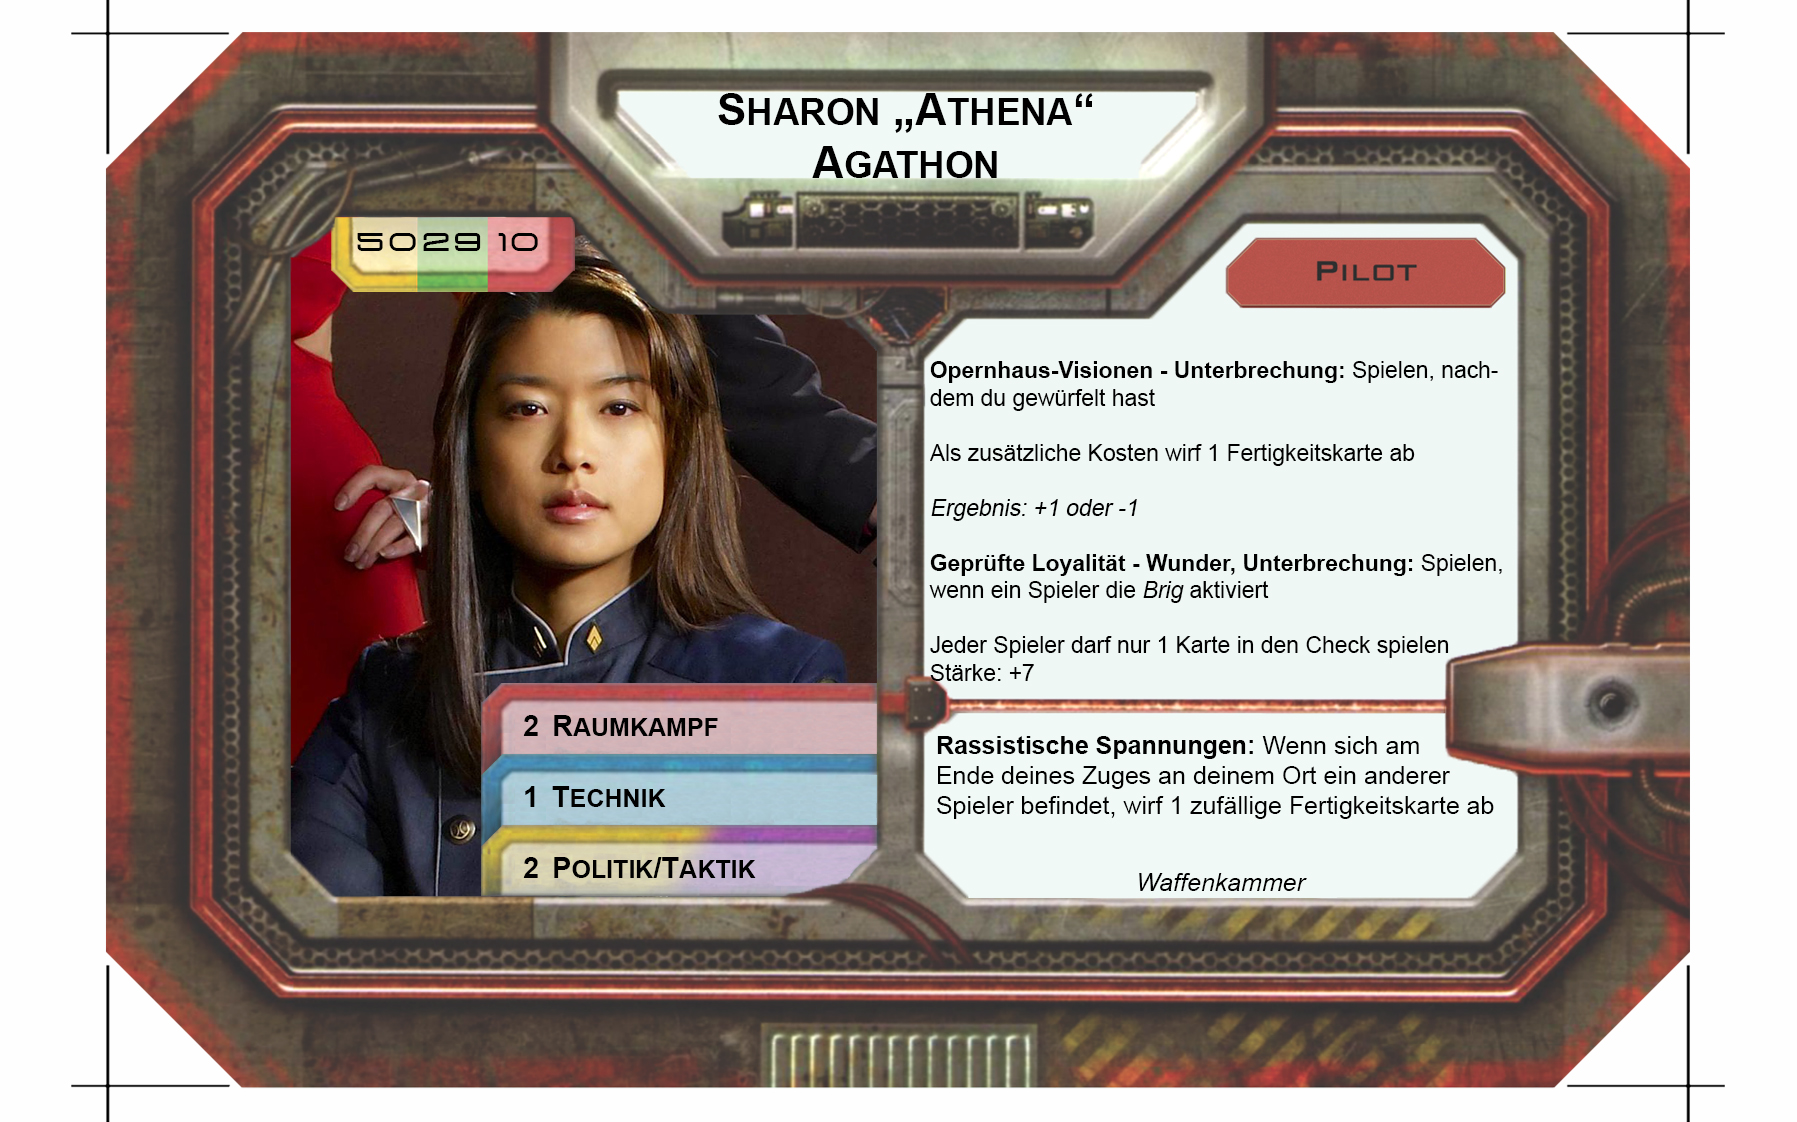 SHARON „ATHENA“
AGATHON
50 29 10
PILOT
Opernhaus-Visionen - Unterbrechung: Spielen, nach-
dem du gewürfelt hast
Als zusätzliche Kosten wirf 1 Fertigkeitskarte ab
Ergebnis: +1 oder -1
Geprüfte Loyalität - Wunder, Unterbrechung: Spielen,
wenn ein Spieler die Brig aktiviert
Jeder Spieler darf nur 1 Karte in den Check spielen
Stärke: +7
2 RAUMKAMPF
1 TECHNIK
2 POLITIK/TAKTIK
Rassistische Spannungen: Wenn sich am
Ende deines Zuges an deinem Ort ein anderer
Spieler befindet, wirf 1 zufällige Fertigkeitskarte ab
Waffenkammer